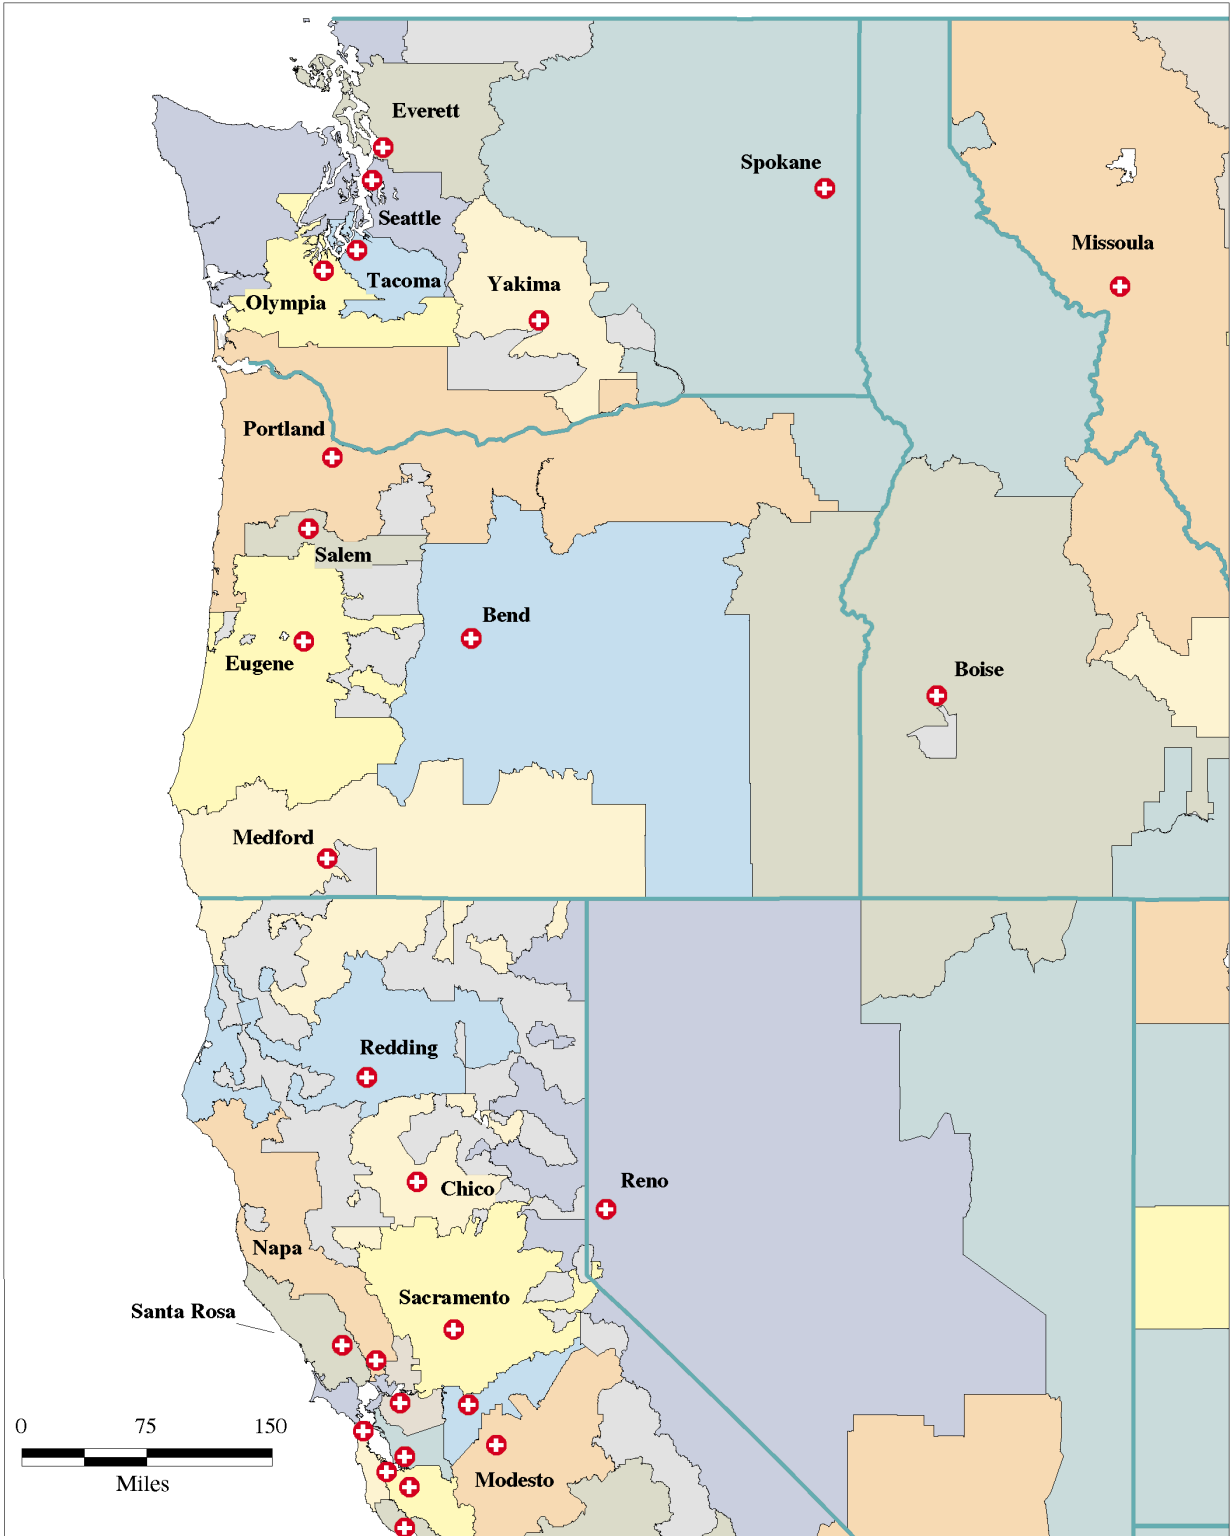 Everett
Spokane
Seattle
Missoula
Tacoma
Yakima
Olympia
Portland
Salem
Bend
Eugene
Boise
Medford
Redding
Reno
Chico
Napa
Sacramento
Santa Rosa
0 75 150
Modesto
Miles